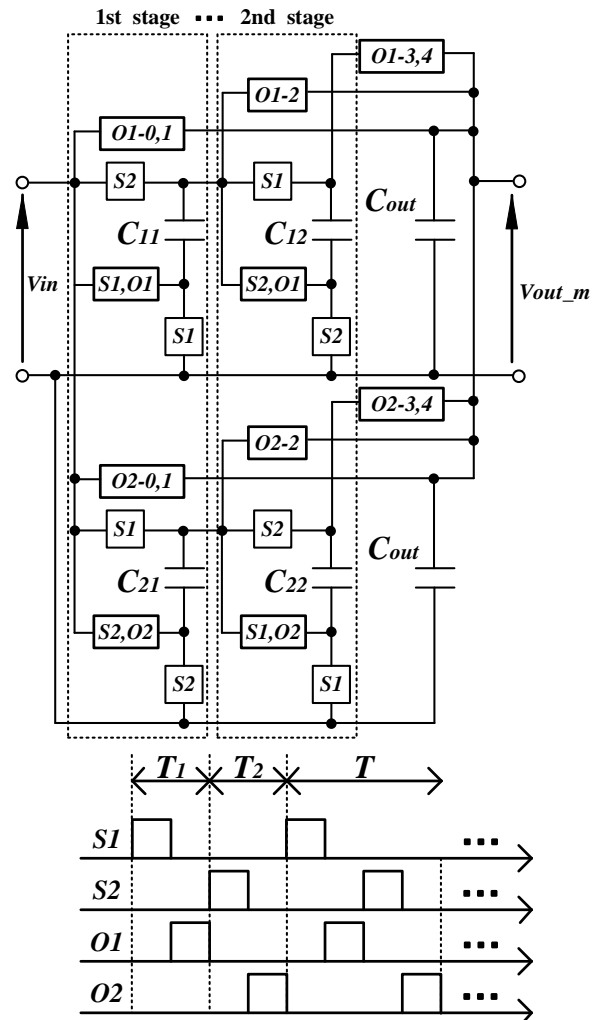 1st stage ••• 2nd stage
O1-3,4
O1-2
O1-0,1
S2 S1
C11 C12 Cout
Vin S1,O1 S2,O1 Vout_m
S1 S2
O2-3,4
O2-2
O2-0,1
S1 S2
C21 C22 Cout
S2,O2 S1,O2
S2 S1
T1 T2 T
S1 •••
S2 •••
O1 •••
O2 •••